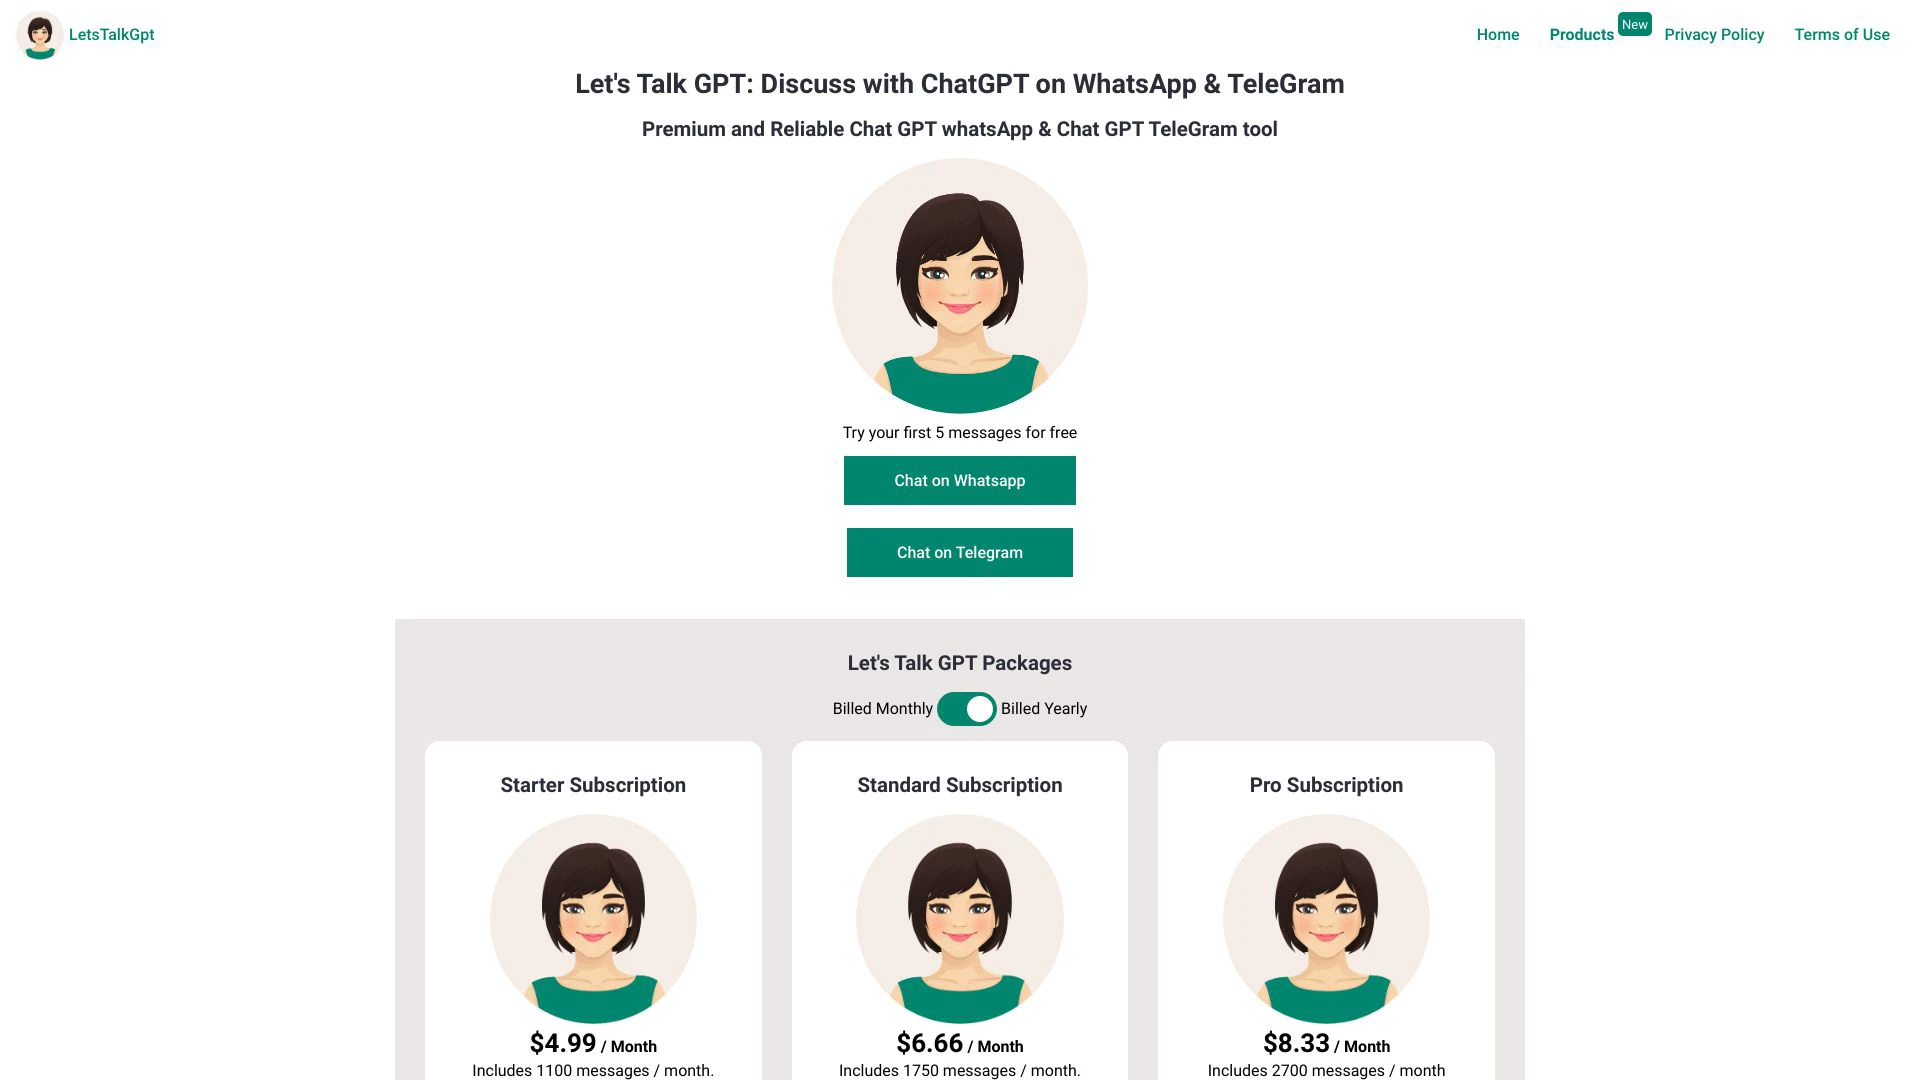 LetsTalkGpt
Home
Products
New
Privacy Policy
Terms of Use
Let's Talk GPT: Discuss with ChatGPT on WhatsApp & TeleGram
Premium and Reliable Chat GPT whatsApp & Chat GPT TeleGram tool
Try your first 5 messages for free
Chat on Whatsapp
Chat on Telegram
Let's Talk GPT Packages
Billed Monthly
Billed Yearly
Starter Subscription
$4.99 / Month
Includes 1100 messages / month.
Standard Subscription
$6.66 / Month
Includes 1750 messages / month.
Pro Subscription
$8.33 / Month
Includes 2700 messages / month